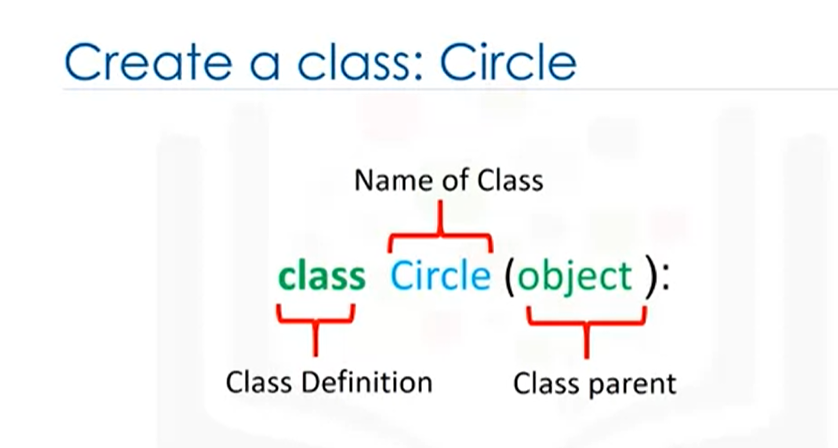 Create a class: Circle
Name of Class
class Circle (object ):
Class Definition
Class parent